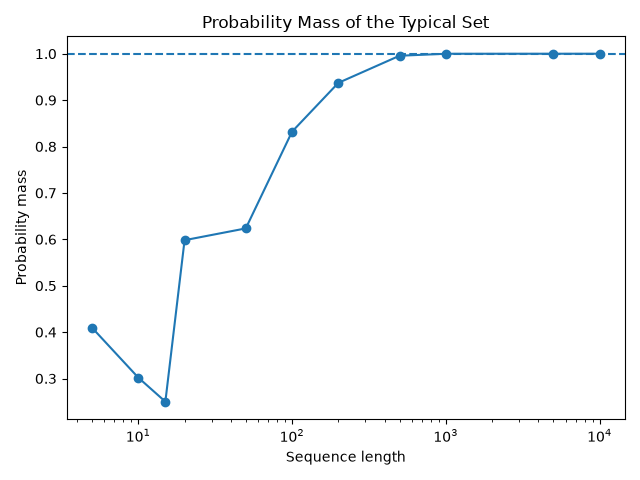 Probability Mass of the Typical Set
1.0
0.9
0.8
0.7
0.6
0.5
0.4
0.3
Probability mass
10¹ 10² 10³ 10⁴
Sequence length